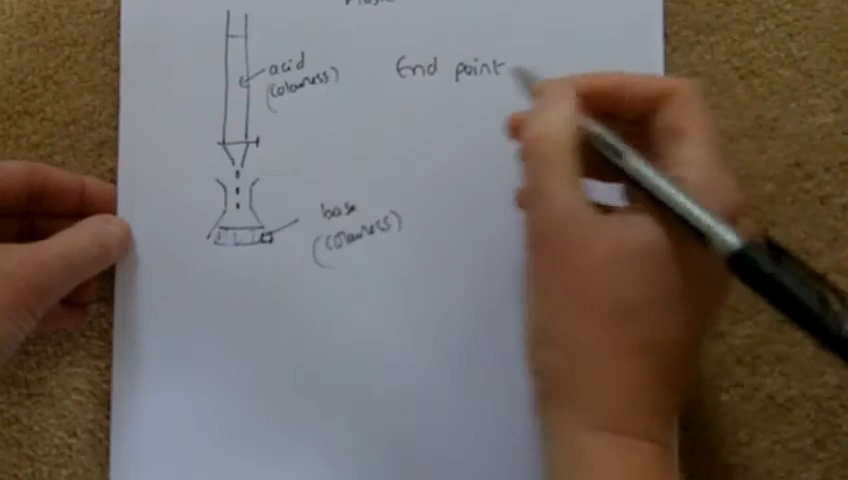 acid
(colourless)
End point
base
(colourless)